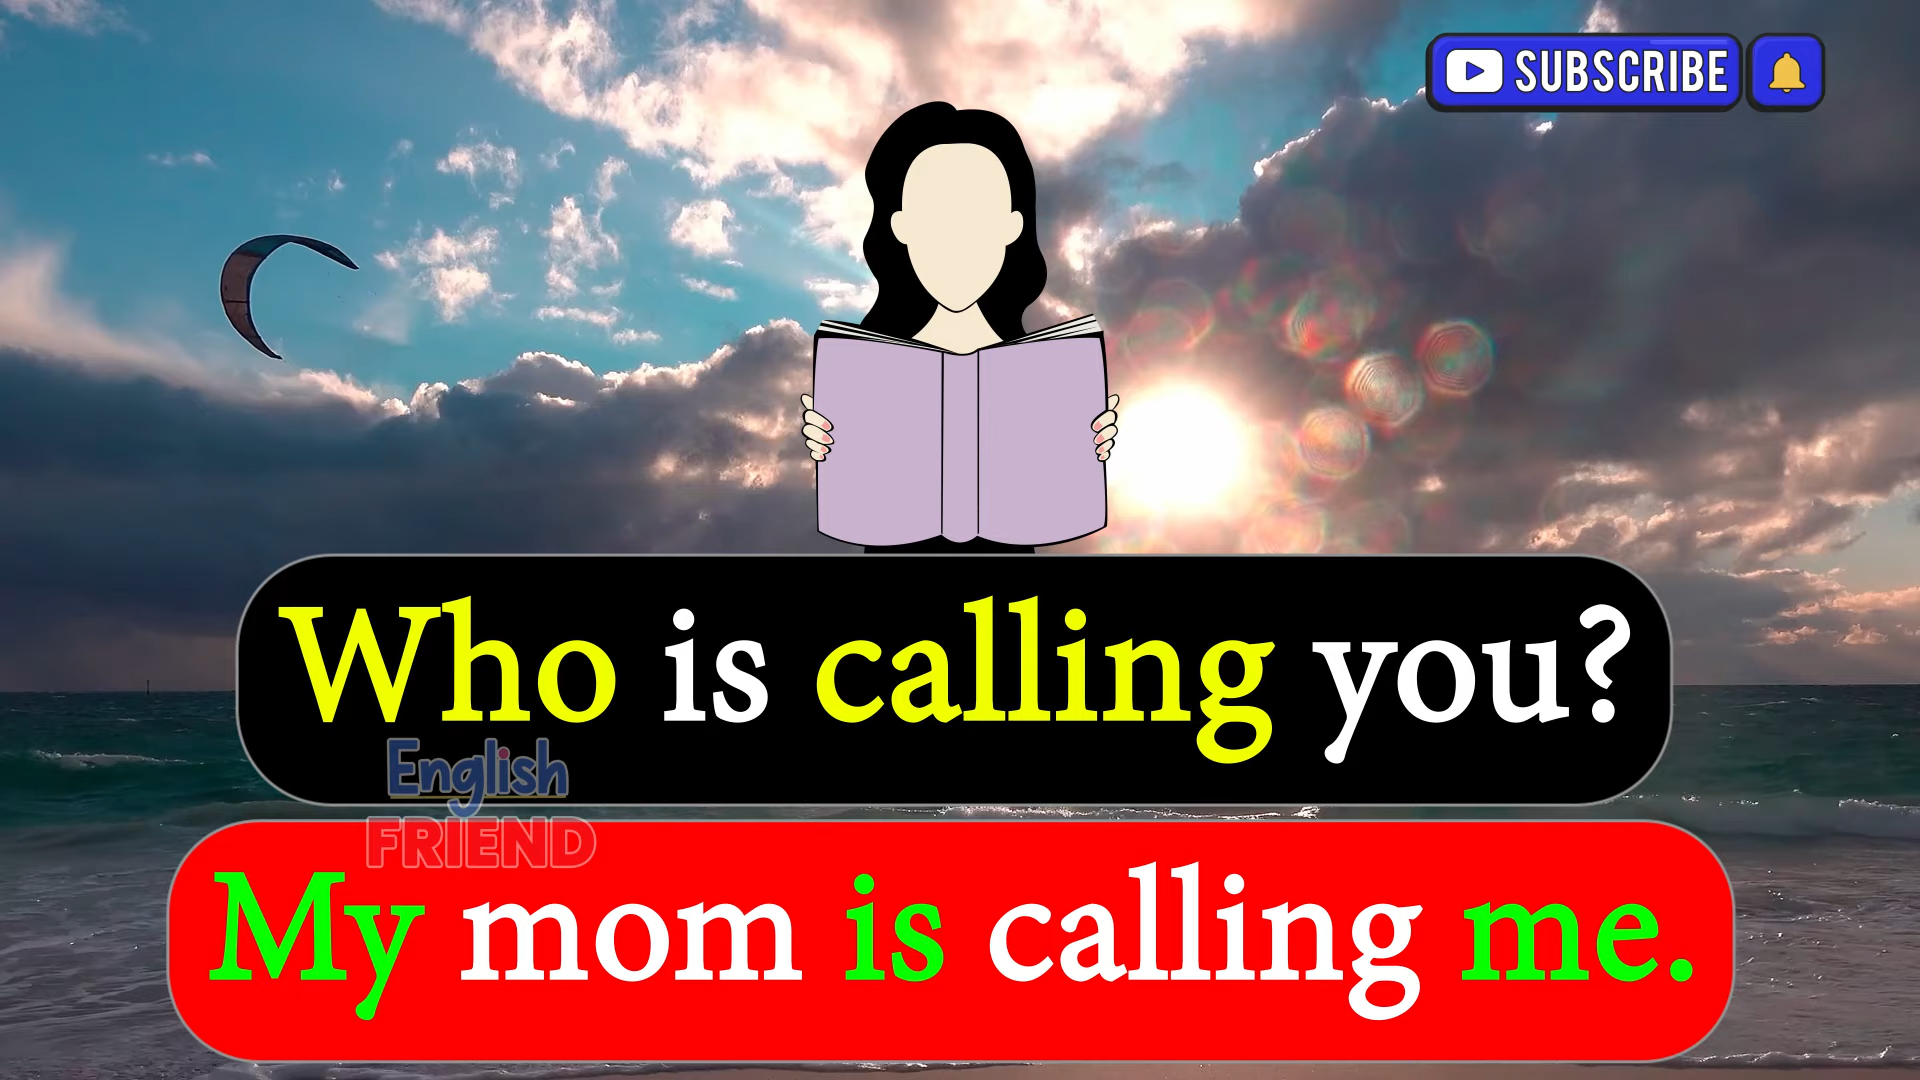 SUBSCRIBE
Who is calling you?
English
FRIEND
My mom is calling me.